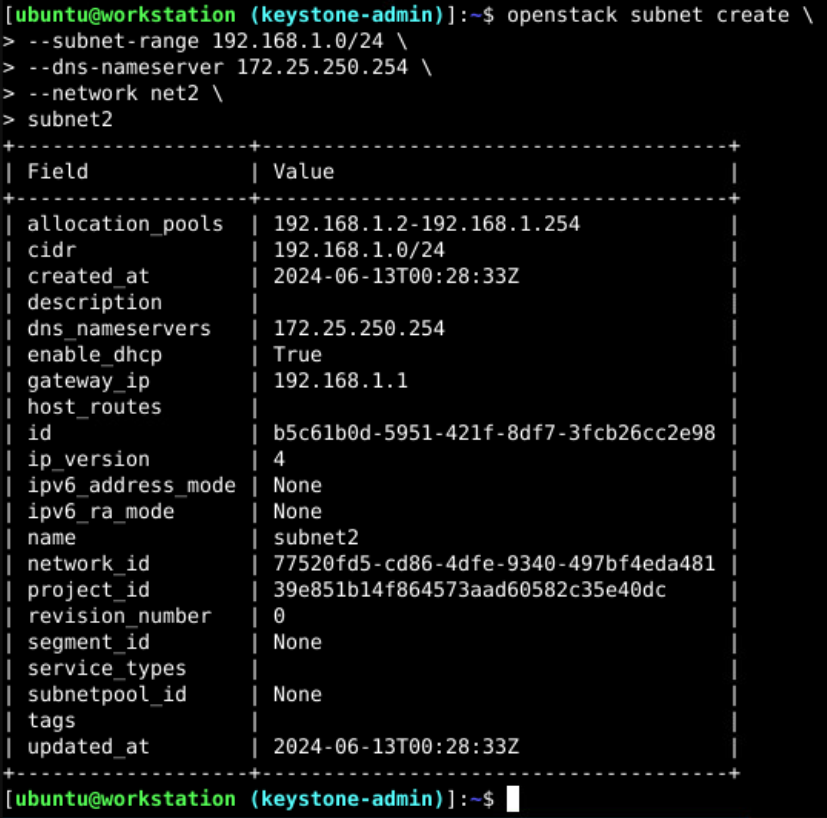 [ubuntu@workstation (keystone-admin)]:~$ openstack subnet create \
> --subnet-range 192.168.1.0/24 \
> --dns-nameserver 172.25.250.254 \
> --network net2 \
> subnet2
+-------------------+--------------------------------------+
| Field             | Value                                |
+-------------------+--------------------------------------+
| allocation_pools  | 192.168.1.2-192.168.1.254            |
| cidr              | 192.168.1.0/24                       |
| created_at        | 2024-06-13T00:28:33Z                 |
| description       |                                      |
| dns_nameservers   | 172.25.250.254                       |
| enable_dhcp       | True                                 |
| gateway_ip        | 192.168.1.1                          |
| host_routes       |                                      |
| id                | b5c61b0d-5951-421f-8df7-3fcb26cc2e98 |
| ip_version        | 4                                    |
| ipv6_address_mode | None                                 |
| ipv6_ra_mode      | None                                 |
| name              | subnet2                              |
| network_id        | 77520fd5-cd86-4dfe-9340-497bf4eda481 |
| project_id        | 39e851b14f864573aad60582c35e40dc     |
| revision_number   | 0                                    |
| segment_id        | None                                 |
| service_types     |                                      |
| subnetpool_id     | None                                 |
| tags              |                                      |
| updated_at        | 2024-06-13T00:28:33Z                 |
+-------------------+--------------------------------------+
[ubuntu@workstation (keystone-admin)]:~$